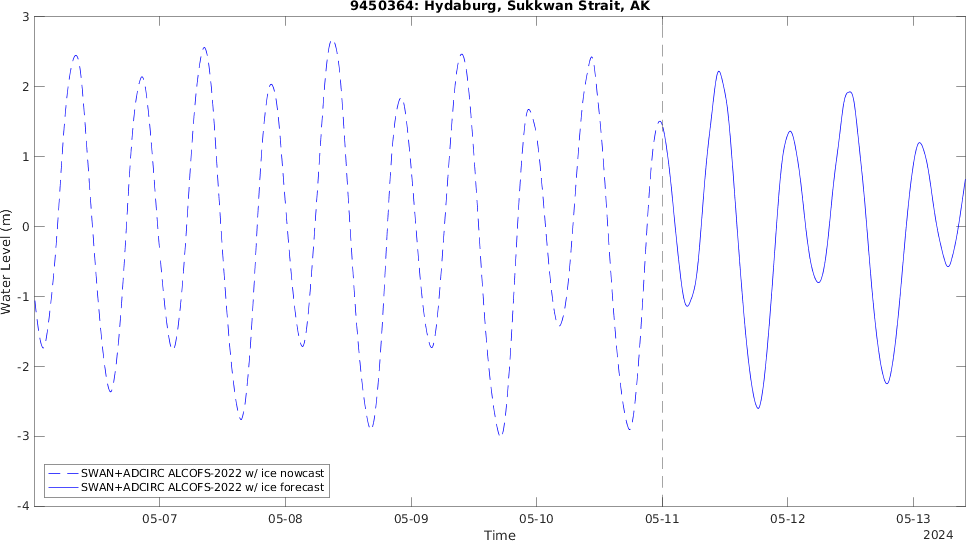 9450364: Hydaburg, Sukkwan Strait, AK
3
2
1
0
-1
-2
-3
-4
Water Level (m)
SWAN+ADCIRC ALCOFS-2022 w/ ice nowcast
SWAN+ADCIRC ALCOFS-2022 w/ ice forecast
05-07 05-08 05-09 05-10 05-11 05-12 05-13
Time
2024